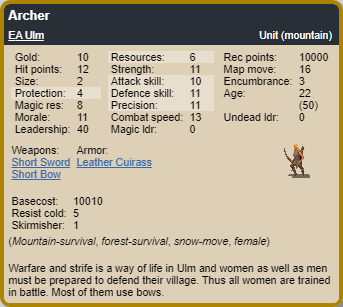 Archer
EA Ulm Unit (mountain)
Gold: 10 Resources: 6 Rec points: 10000
Hit points: 12 Strength: 11 Map move: 16
Size: 2 Attack skill: 10 Encumbrance: 3
Protection: 4 Defence skill: 11 Age: 22
Magic res: 8 Precision: 11 (50)
Morale: 11 Combat speed: 13 Undead ldr: 0
Leadership: 40 Magic ldr: 0
Weapons: Armor:
Short Sword Leather Cuirass
Short Bow
Basecost: 10010
Resist cold: 5
Skirmisher: 1
(Mountain-survival, forest-survival, snow-move, female)
Warfare and strife is a way of life in Ulm and women as well as men
must be prepared to defend their village. Thus all women are trained
in battle. Most of them use bows.